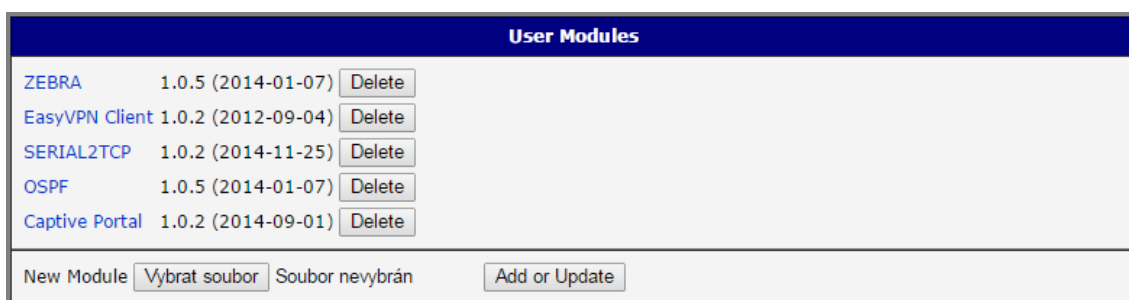 User Modules
ZEBRA 1.0.5 (2014-01-07) Delete
EasyVPN Client 1.0.2 (2012-09-04) Delete
SERIAL2TCP 1.0.2 (2014-11-25) Delete
OSPF 1.0.5 (2014-01-07) Delete
Captive Portal 1.0.2 (2014-09-01) Delete
New Module Vybrat soubor Soubor nevybrán Add or Update